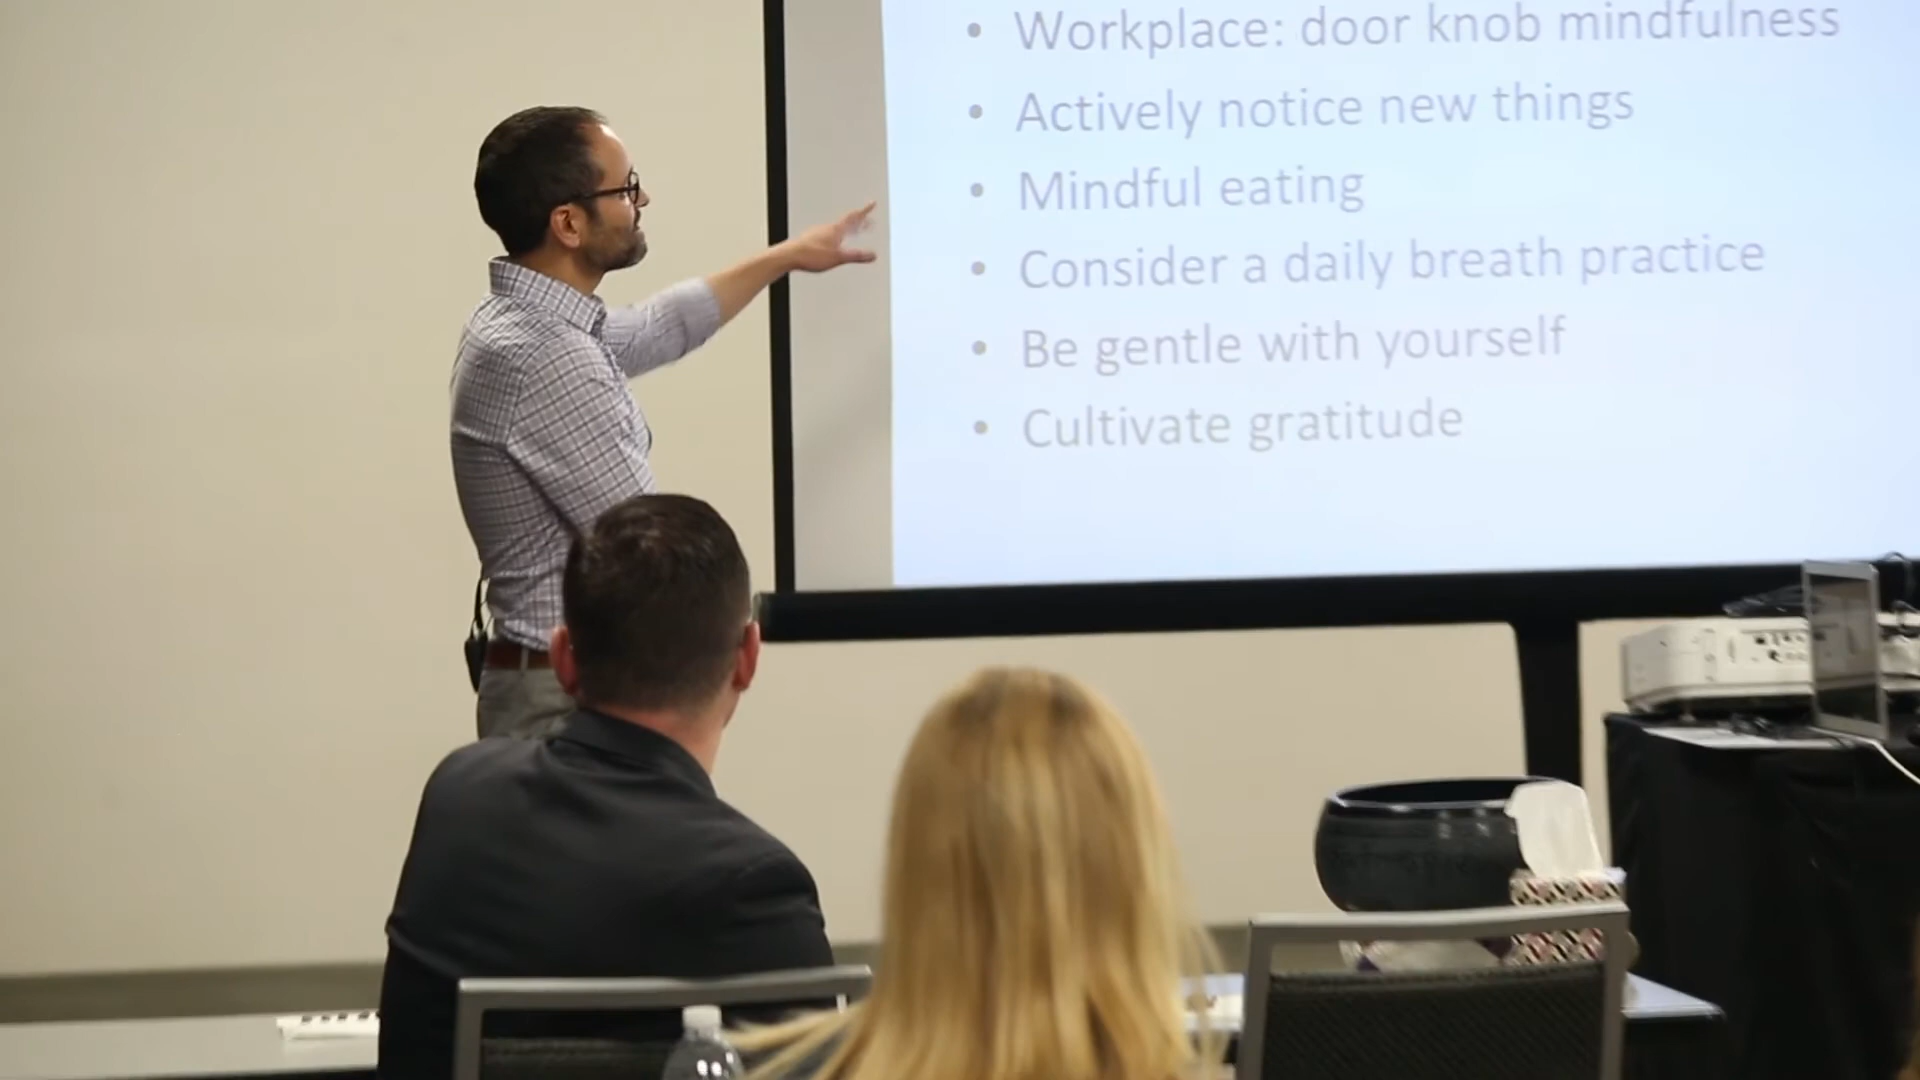 • Workplace: door knob mindfulness
• Actively notice new things
• Mindful eating
• Consider a daily breath practice
• Be gentle with yourself
• Cultivate gratitude